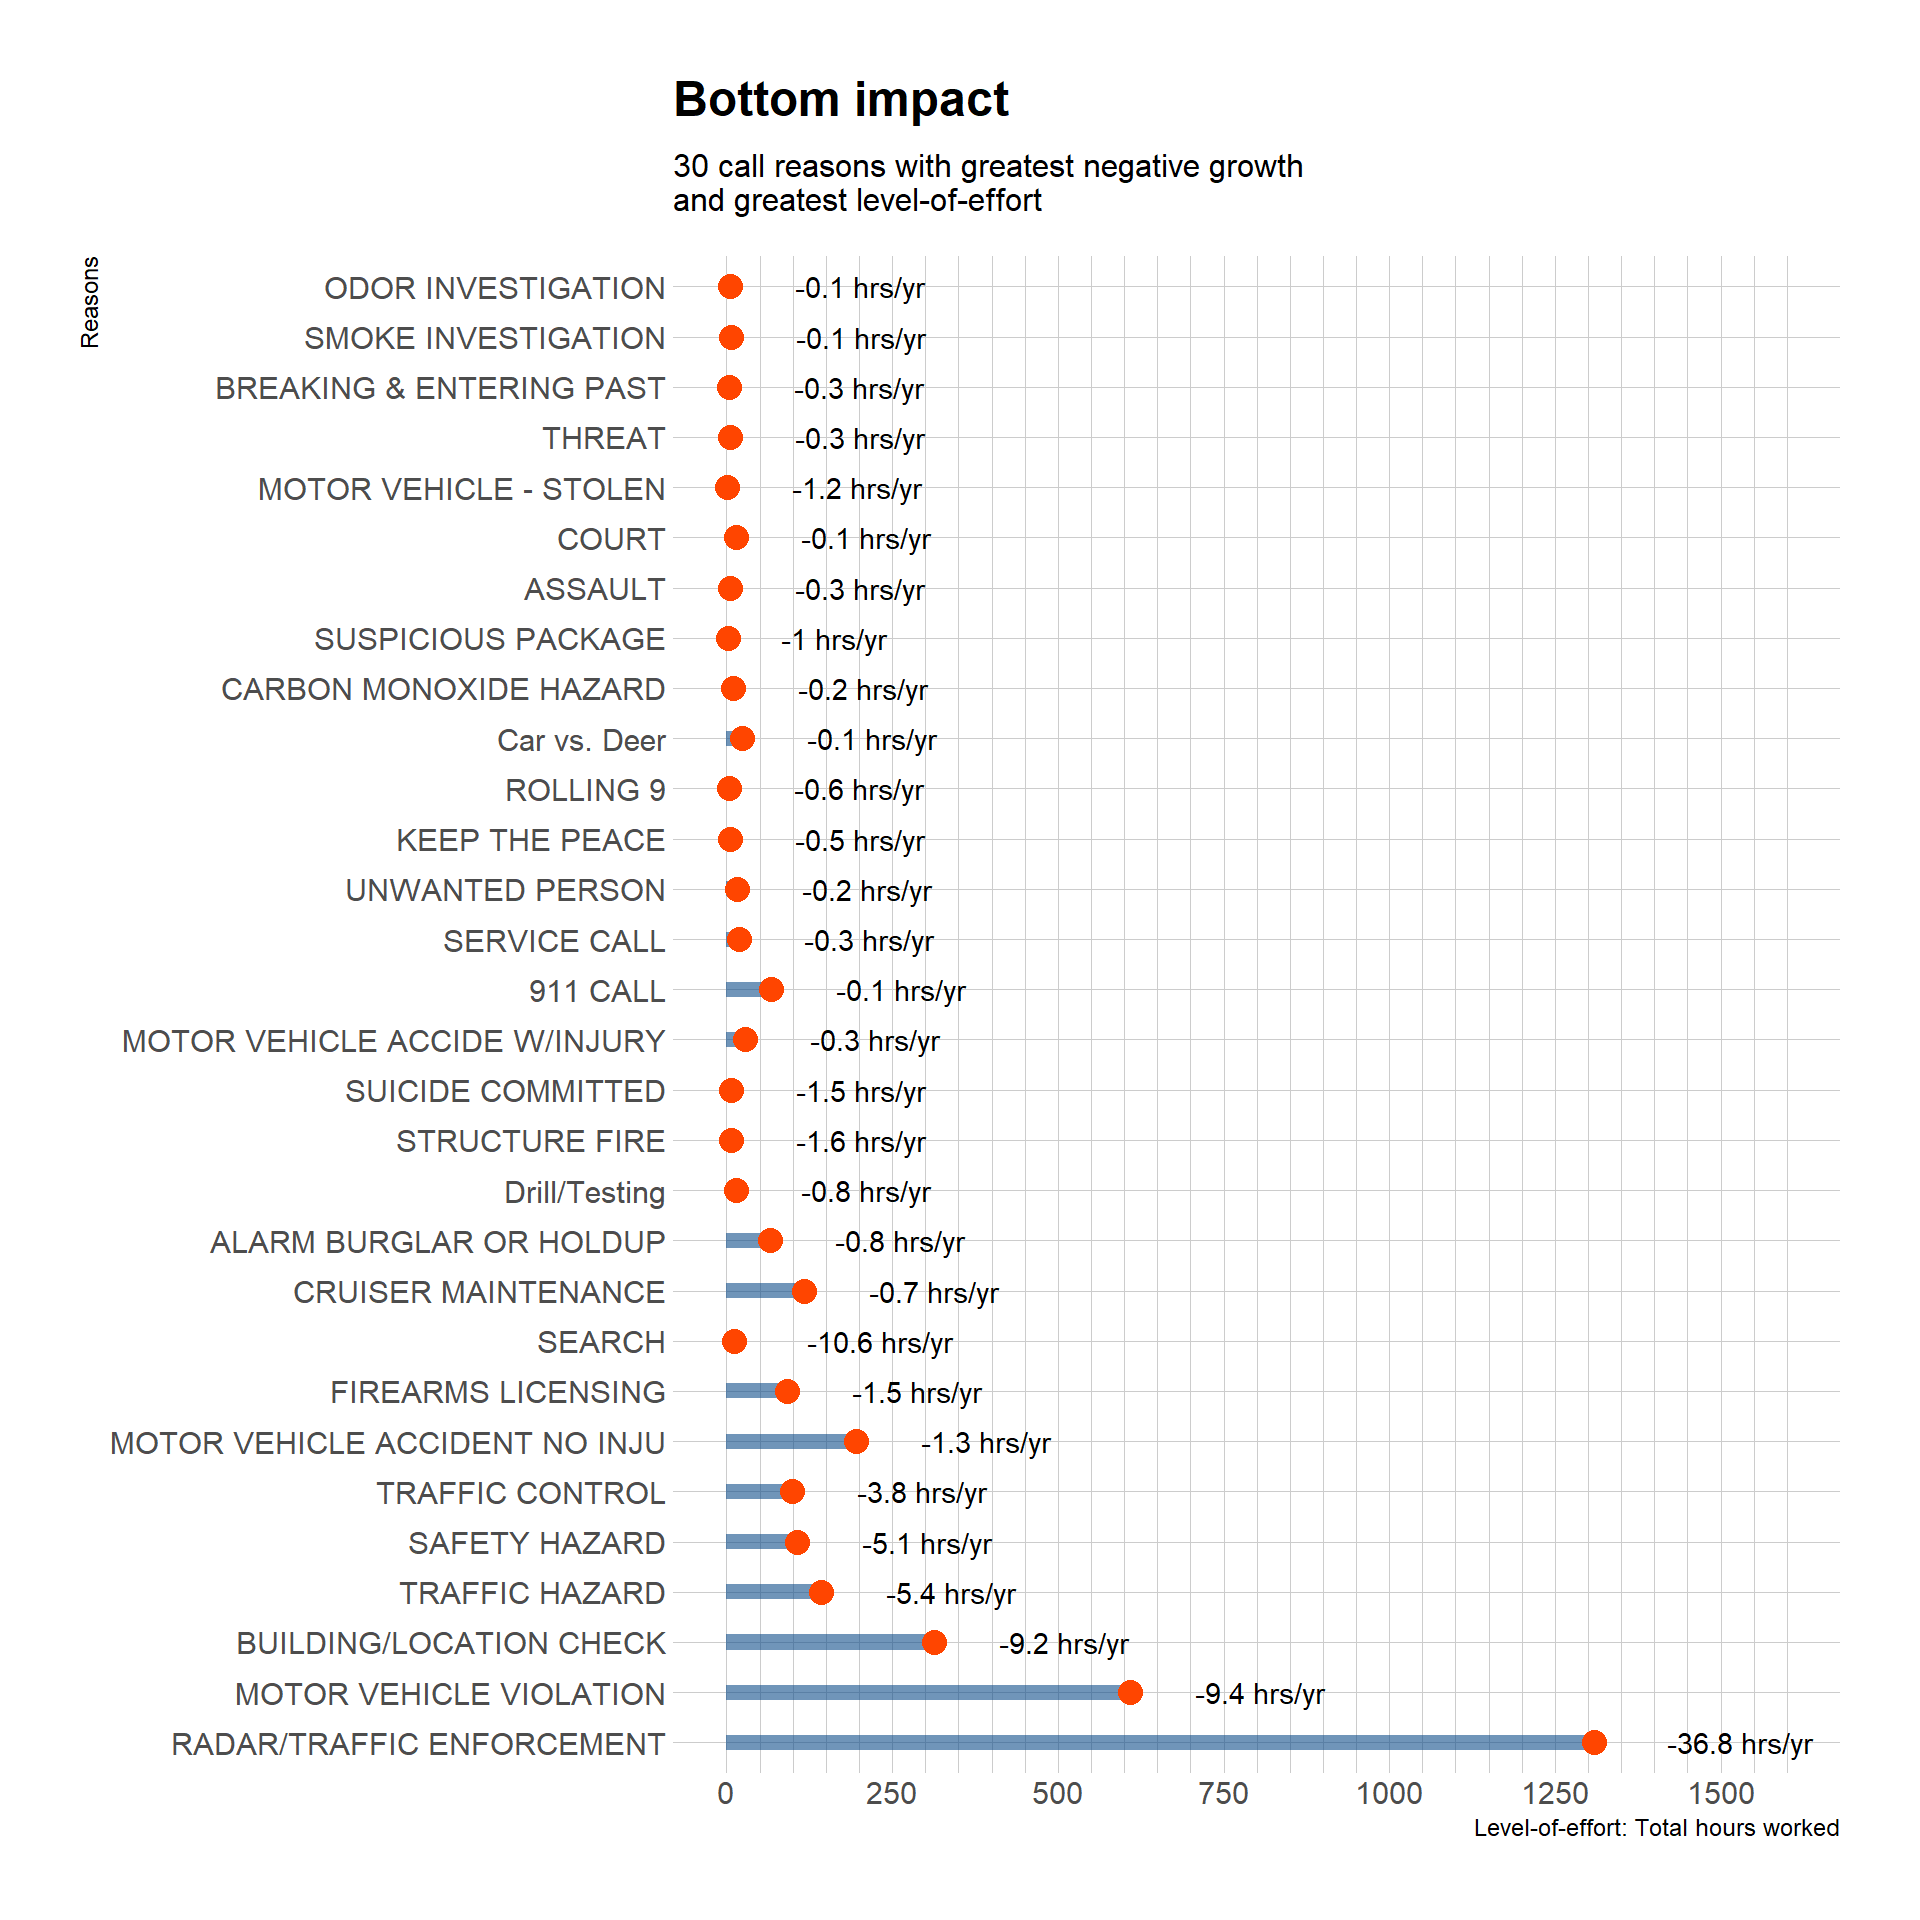 Bottom impact
30 call reasons with greatest negative growth
and greatest level-of-effort
Reasons
ODOR INVESTIGATION -0.1 hrs/yr
SMOKE INVESTIGATION -0.1 hrs/yr
BREAKING & ENTERING PAST -0.3 hrs/yr
THREAT -0.3 hrs/yr
MOTOR VEHICLE - STOLEN -1.2 hrs/yr
COURT -0.1 hrs/yr
ASSAULT -0.3 hrs/yr
SUSPICIOUS PACKAGE -1 hrs/yr
CARBON MONOXIDE HAZARD -0.2 hrs/yr
Car vs. Deer -0.1 hrs/yr
ROLLING 9 -0.6 hrs/yr
KEEP THE PEACE -0.5 hrs/yr
UNWANTED PERSON -0.2 hrs/yr
SERVICE CALL -0.3 hrs/yr
911 CALL -0.1 hrs/yr
MOTOR VEHICLE ACCIDE W/INJURY -0.3 hrs/yr
SUICIDE COMMITTED -1.5 hrs/yr
STRUCTURE FIRE -1.6 hrs/yr
Drill/Testing -0.8 hrs/yr
ALARM BURGLAR OR HOLDUP -0.8 hrs/yr
CRUISER MAINTENANCE -0.7 hrs/yr
SEARCH -10.6 hrs/yr
FIREARMS LICENSING -1.5 hrs/yr
MOTOR VEHICLE ACCIDENT NO INJU -1.3 hrs/yr
TRAFFIC CONTROL -3.8 hrs/yr
SAFETY HAZARD -5.1 hrs/yr
TRAFFIC HAZARD -5.4 hrs/yr
BUILDING/LOCATION CHECK -9.2 hrs/yr
MOTOR VEHICLE VIOLATION -9.4 hrs/yr
RADAR/TRAFFIC ENFORCEMENT -36.8 hrs/yr
0 250 500 750 1000 1250 1500
Level-of-effort: Total hours worked